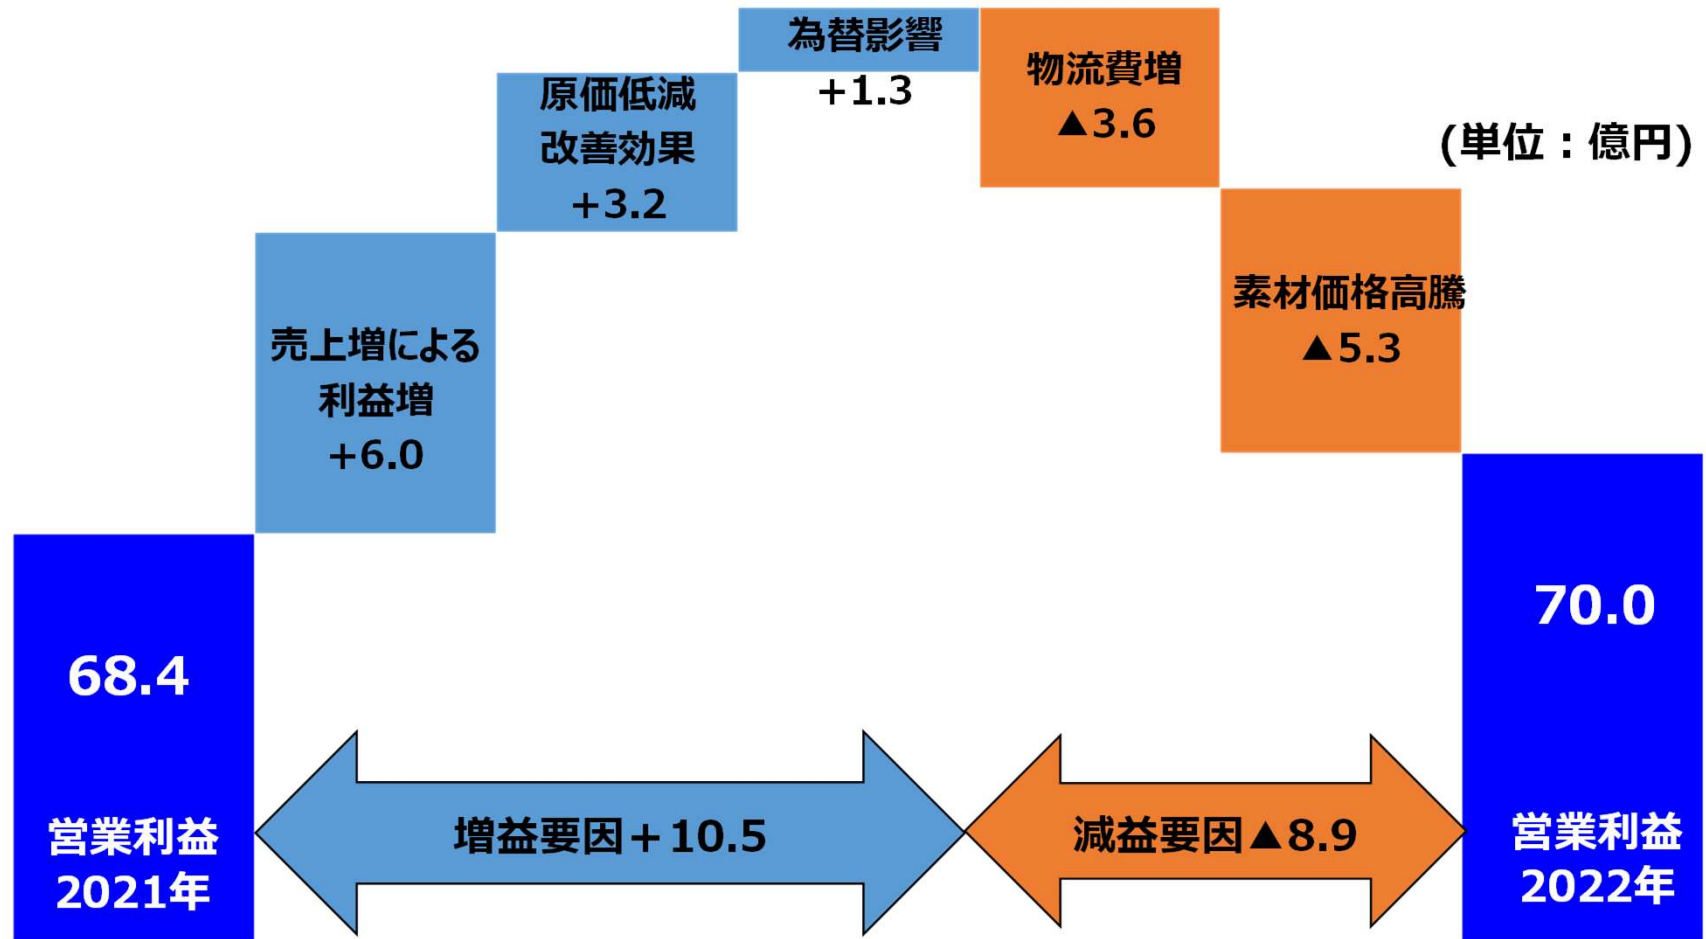 為替影響
+1.3
原価低減
改善効果
+3.2
物流費増
▲3.6
(単位：億円)
売上増による
利益増
+6.0
素材価格高騰
▲5.3
68.4
営業利益
2021年
増益要因＋10.5
減益要因▲8.9
70.0
営業利益
2022年